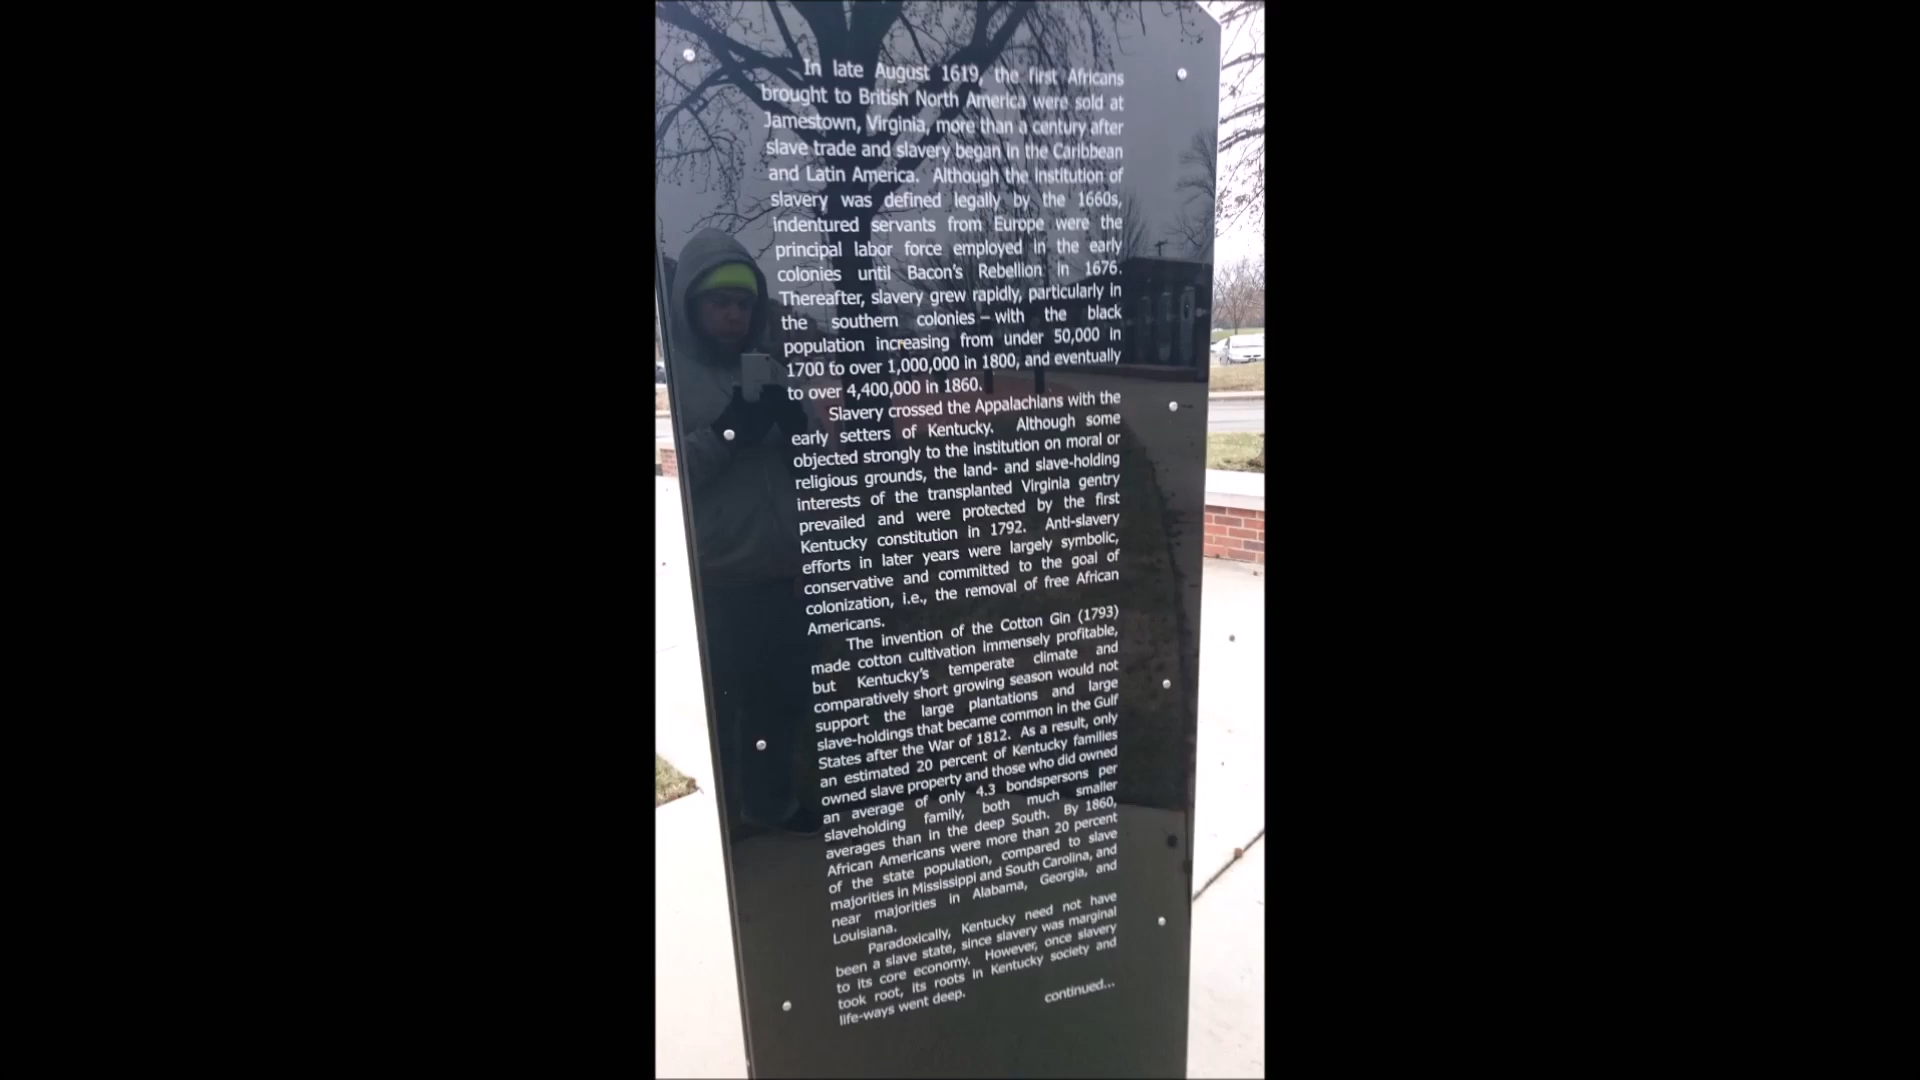 In late August 1619, the first Africans
brought to British North America were sold at
Jamestown, Virginia, more than a century after
slave trade and slavery began in the Caribbean
and Latin America. Although the institution of
slavery was defined legally by the 1660s,
indentured servants from Europe were the
principal labor force employed in the early
colonies until Bacon's Rebellion in 1676.
Thereafter, slavery grew rapidly, particularly in
the southern colonies – with the black
population increasing from under 50,000 in
1700 to over 1,000,000 in 1800, and eventually
to over 4,400,000 in 1860.
Slavery crossed the Appalachians with the
early setters of Kentucky. Although some
objected strongly to the institution on moral or
religious grounds, the land- and slave-holding
interests of the transplanted Virginia gentry
prevailed and were protected by the first
Kentucky constitution in 1792. Anti-slavery
efforts in later years were largely symbolic,
conservative and committed to the goal of
colonization, i.e., the removal of free African
Americans.
The invention of the Cotton Gin (1793)
made cotton cultivation immensely profitable,
but Kentucky's temperate climate and
comparatively short growing season would not
support the large plantations and large
slave-holdings that became common in the Gulf
States after the War of 1812. As a result, only
an estimated 20 percent of Kentucky families
owned slave property and those who did owned
an average of only 4.3 bondspersons per
slaveholding family, both much smaller
averages than in the deep South. By 1860,
African Americans were more than 20 percent
of the state population, compared to slave
majorities in Mississippi and South Carolina, and
near majorities in Alabama, Georgia, and
Louisiana.
Paradoxically, Kentucky need not have
been a slave state, since slavery was marginal
to its core economy. However, once slavery
took root, its roots in Kentucky society and
life-ways went deep.
continued...